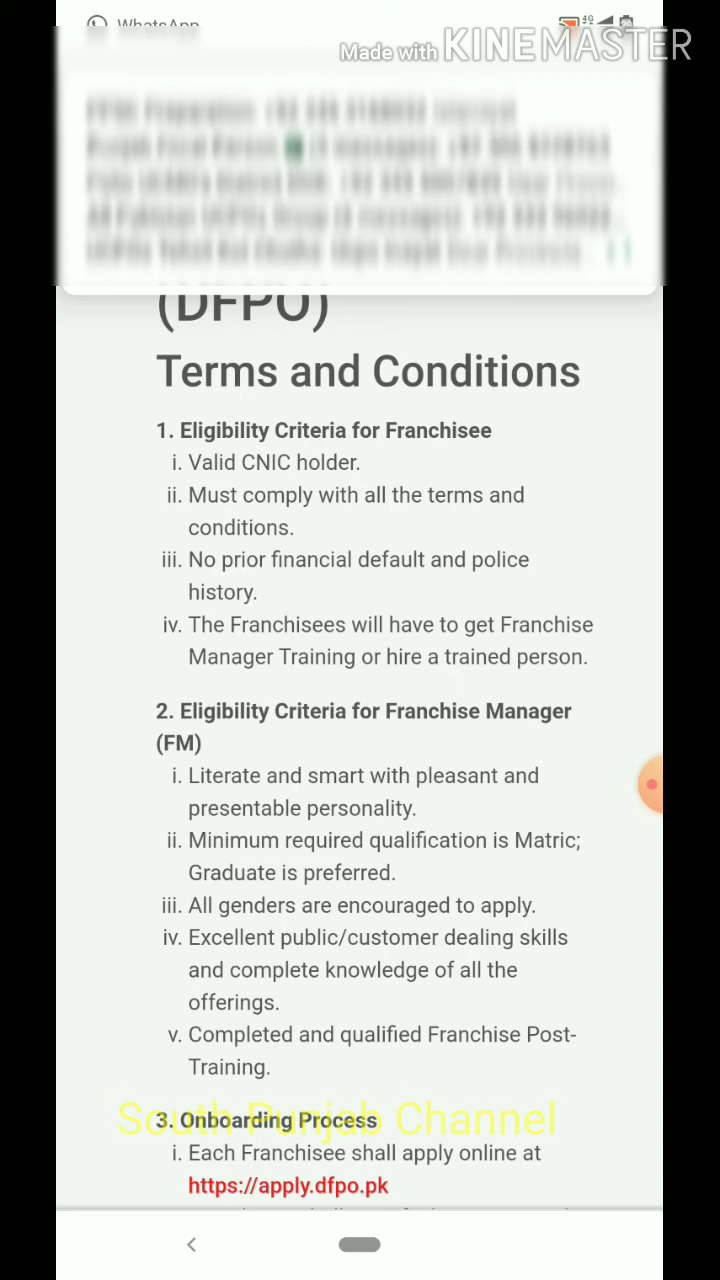 WhatsApp
4G
Made with KINEMASTER
(DFPO)
Terms and Conditions
1. Eligibility Criteria for Franchisee
i. Valid CNIC holder.
ii. Must comply with all the terms and
conditions.
iii. No prior financial default and police
history.
iv. The Franchisees will have to get Franchise
Manager Training or hire a trained person.
2. Eligibility Criteria for Franchise Manager
(FM)
i. Literate and smart with pleasant and
presentable personality.
ii. Minimum required qualification is Matric;
Graduate is preferred.
iii. All genders are encouraged to apply.
iv. Excellent public/customer dealing skills
and complete knowledge of all the
offerings.
v. Completed and qualified Franchise Post-
Training.
South Punjab Channel
3. Onboarding Process
i. Each Franchisee shall apply online at
https://apply.dfpo.pk